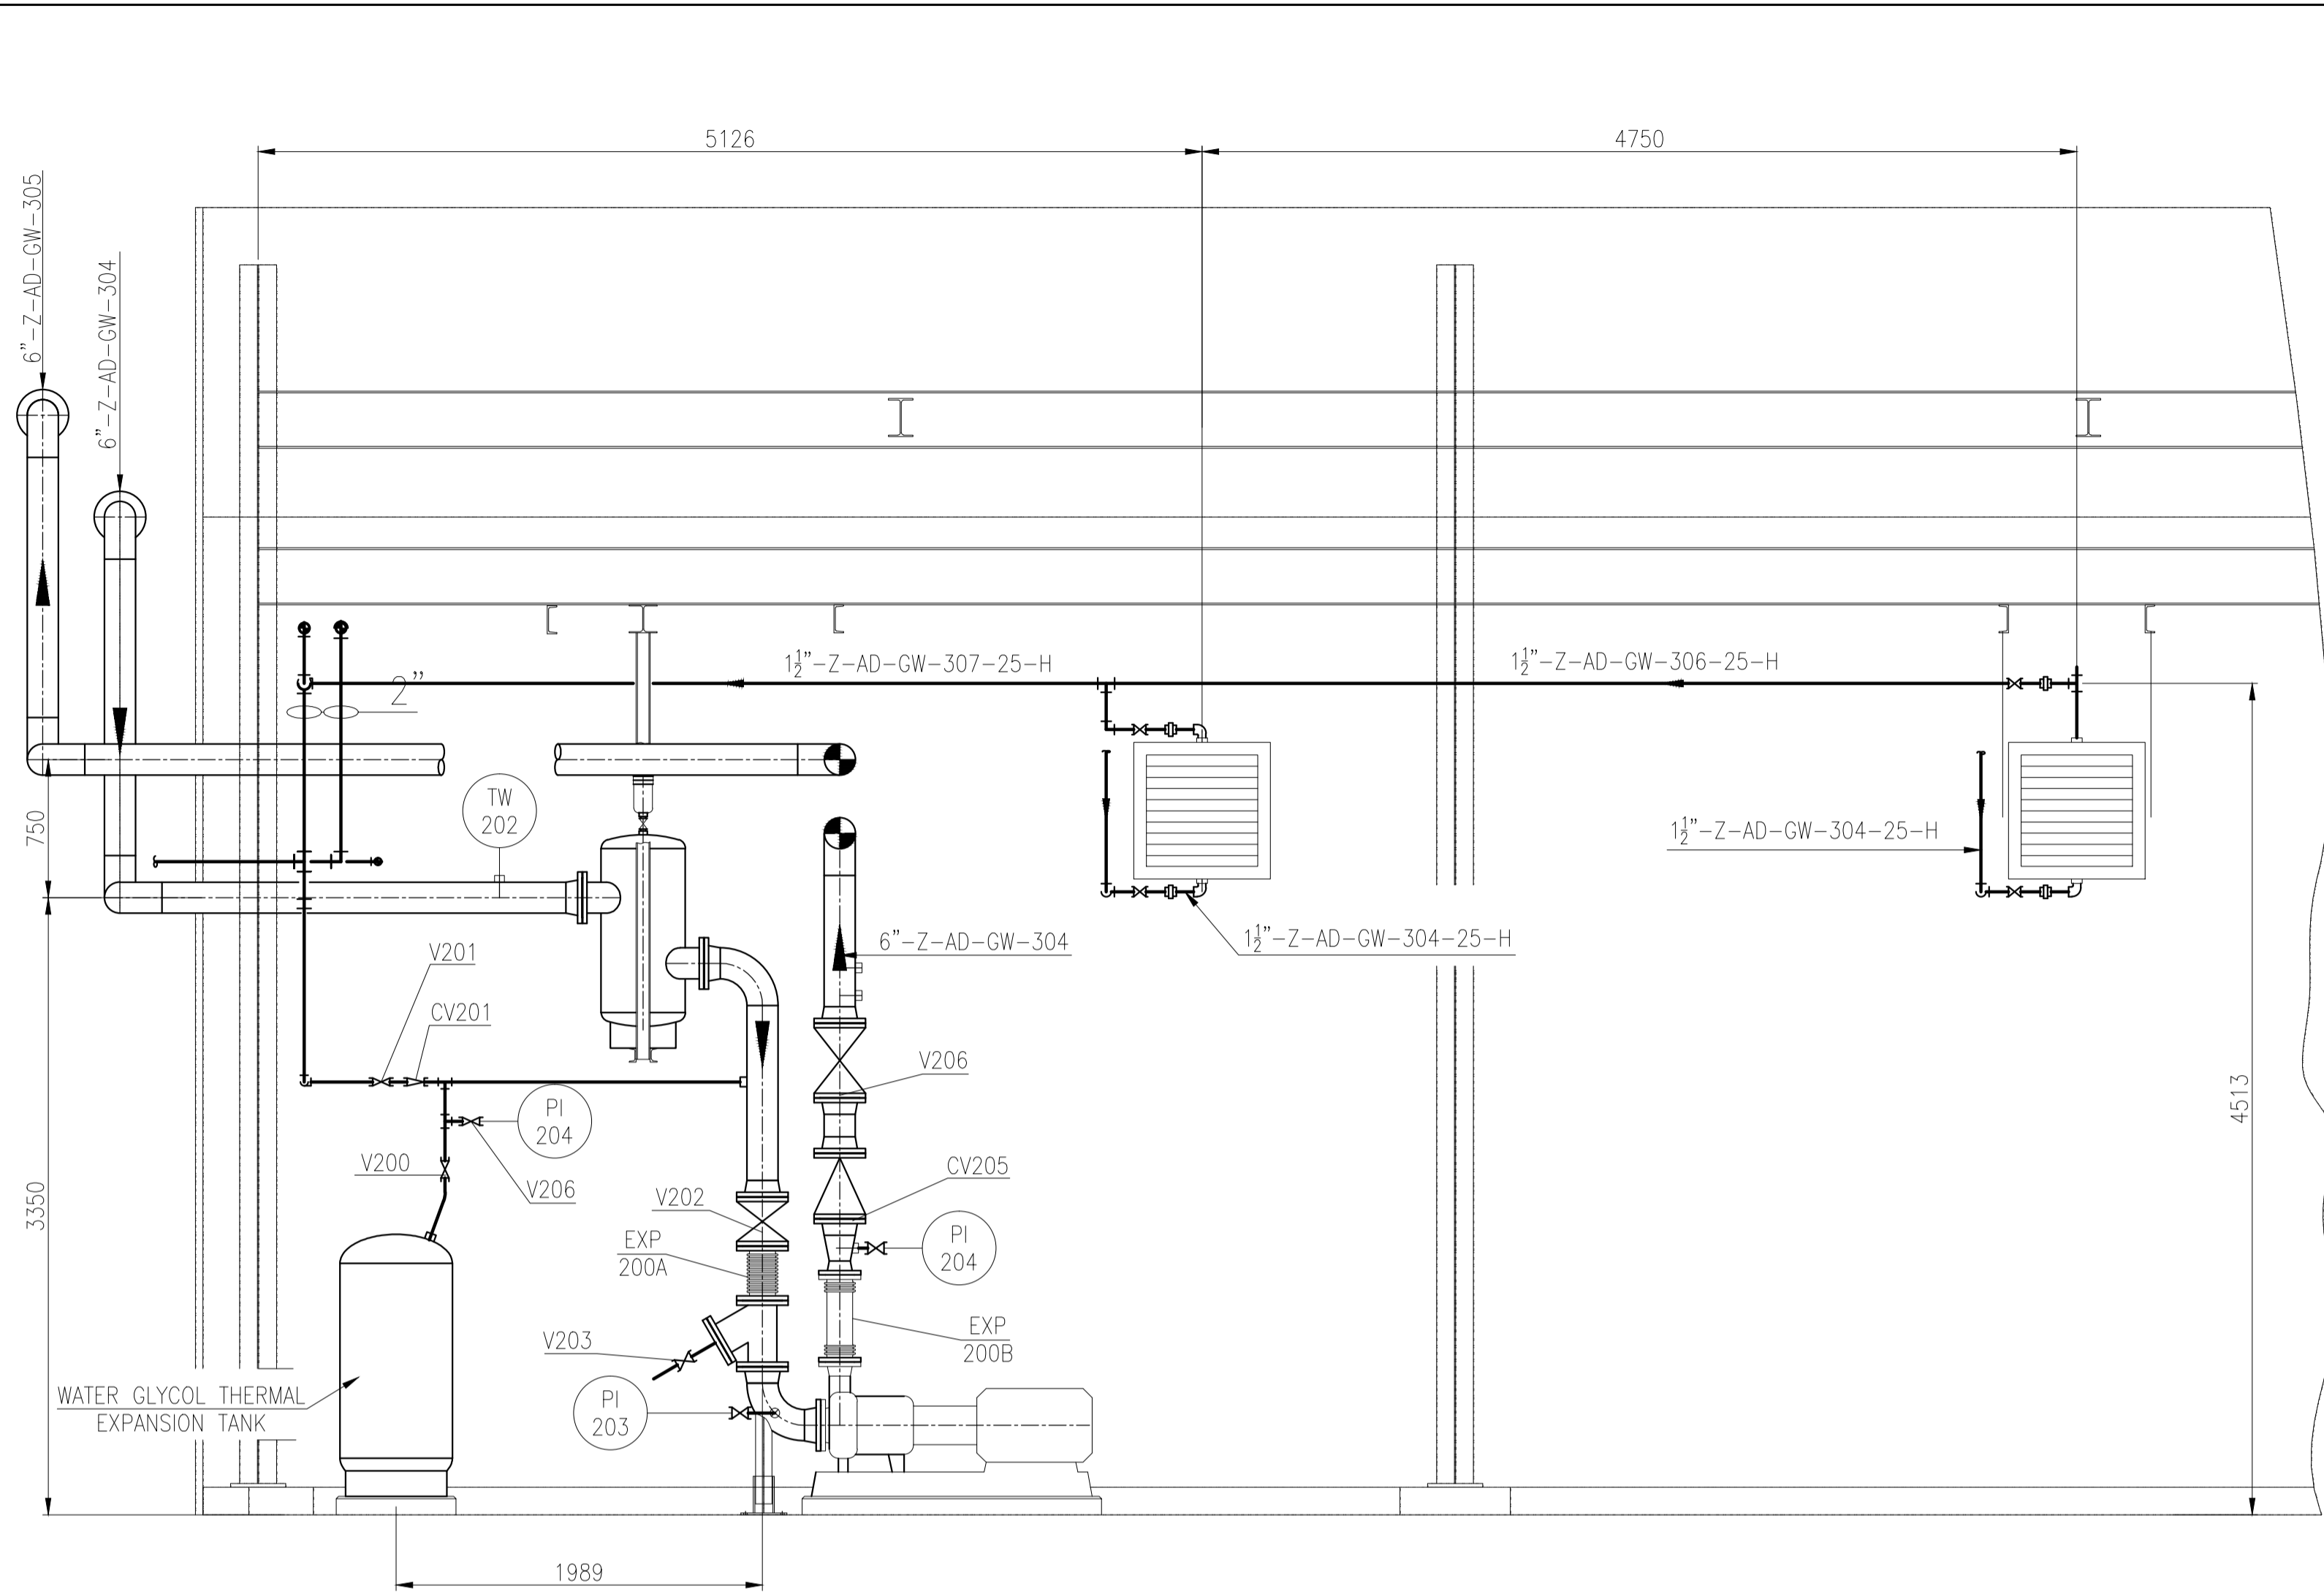 5126
4750
6"-Z-AD-GW-305
6"-Z-AD-GW-304
1½"-Z-AD-GW-307-25-H
1½"-Z-AD-GW-306-25-H
2"
TW
202
750
1½"-Z-AD-GW-304-25-H
6"-Z-AD-GW-304
1½"-Z-AD-GW-304-25-H
V201
CV201
V206
PI
204
4513
V200
V206
CV205
3350
V202
EXP
200A
PI
204
V203
EXP
200B
WATER GLYCOL THERMAL
EXPANSION TANK
PI
203
1989